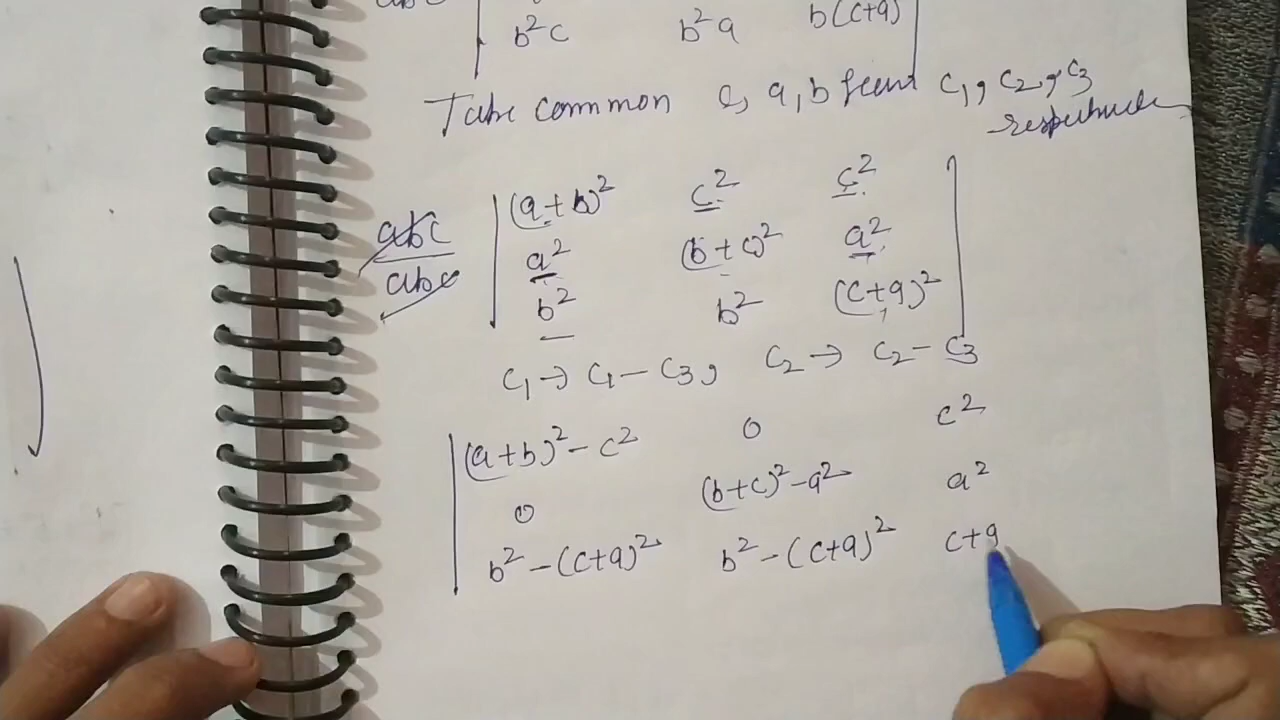 b²c b²a b(c+a)
Take common c, a, b from C₁, C₂, C₃
respectively
(a+b)² c² c²
abc
a² (b+c)² a²
abc
b² b² (c+a)²
C₁ → C₁ - C₃, C₂ → C₂ - C₃
(a+b)² - c² 0 c²
0 (b+c)² - a² a²
b² - (c+a)² b² - (c+a)² c+a